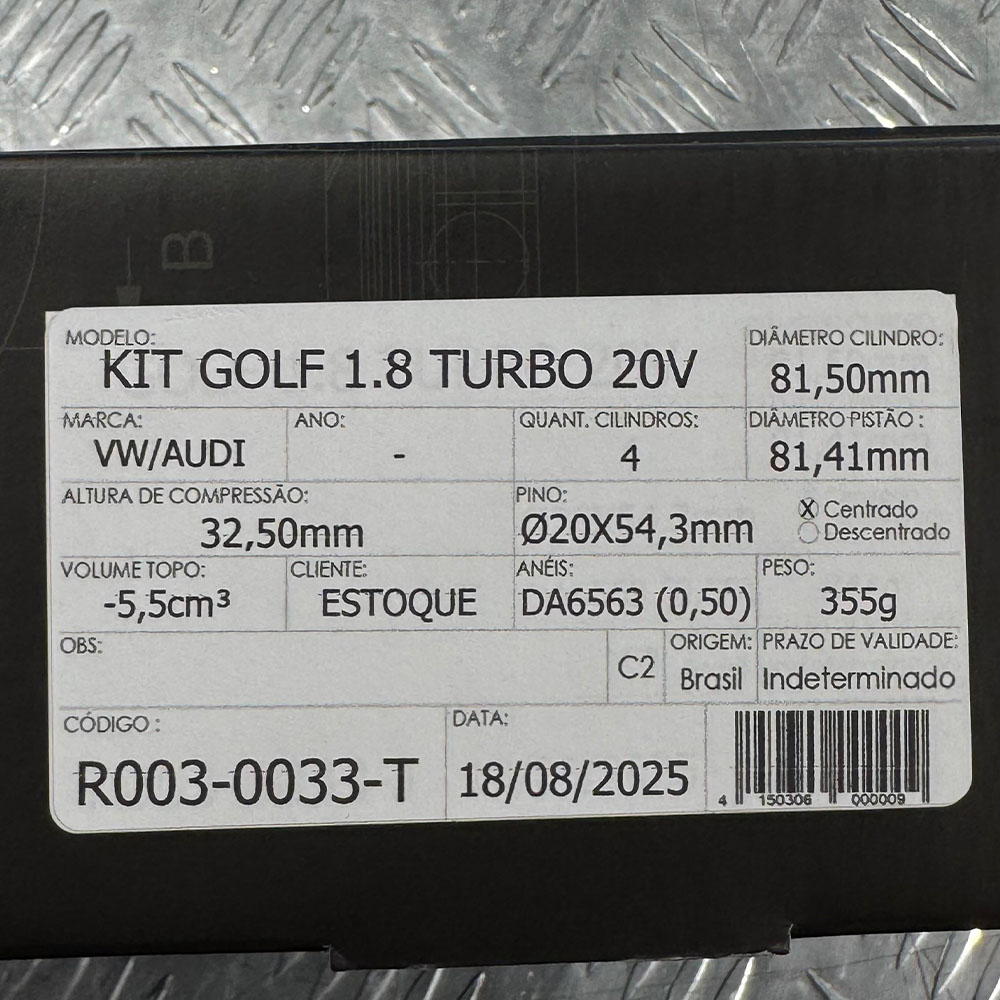 B
MODELO:
KIT GOLF 1.8 TURBO 20V
DIÂMETRO CILINDRO:
81,50mm
MARCA:
VW/AUDI
ANO:
-
QUANT. CILINDROS:
4
DIÂMETRO PISTÃO :
81,41mm
ALTURA DE COMPRESSÃO:
32,50mm
PINO:
Ø20X54,3mm
X Centrado
Descentrado
VOLUME TOPO:
-5,5cm³
CLIENTE:
ESTOQUE
ANÉIS:
DA6563 (0,50)
PESO:
355g
OBS:
C2
ORIGEM:
Brasil
PRAZO DE VALIDADE:
Indeterminado
CÓDIGO :
R003-0033-T
DATA:
18/08/2025
4 150306 000009